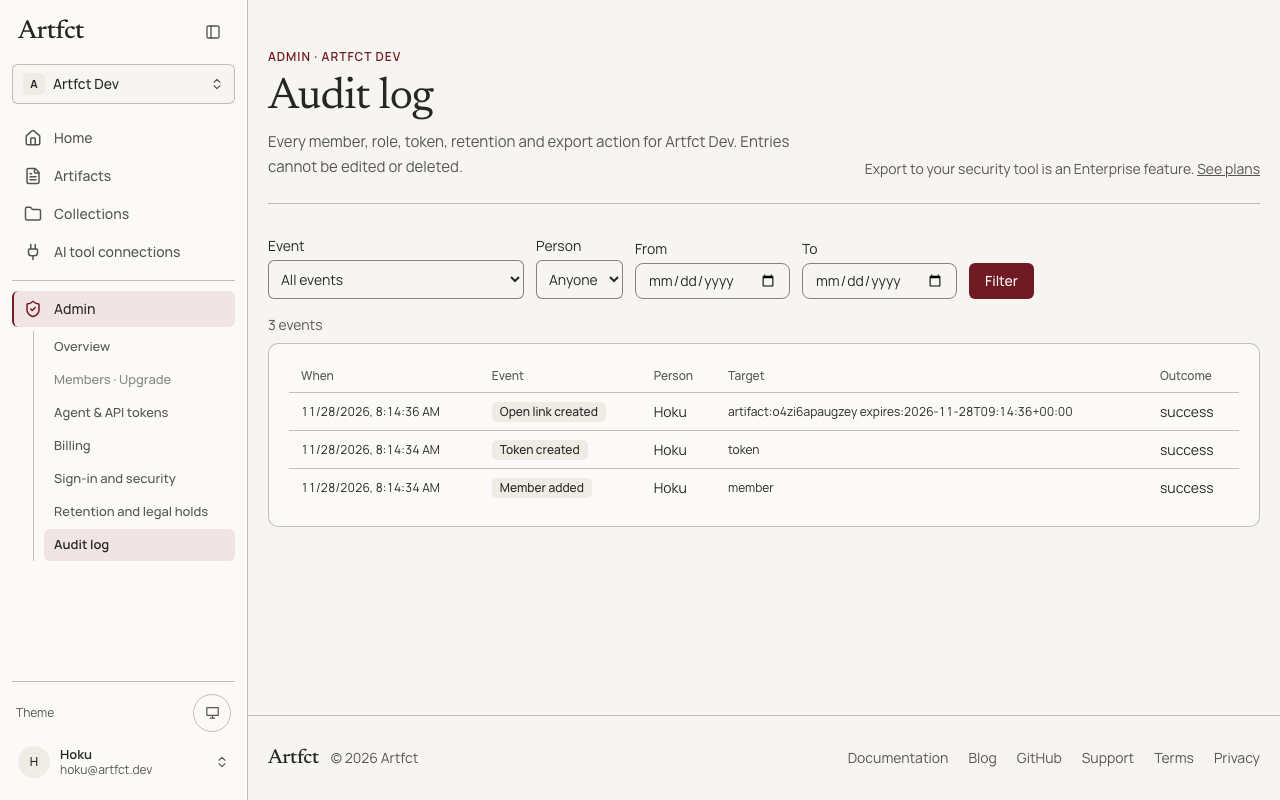 Artfct
A Artfct Dev
Home
Artifacts
Collections
AI tool connections
Admin
Overview
Members · Upgrade
Agent & API tokens
Billing
Sign-in and security
Retention and legal holds
Audit log
Theme
H
Hoku
hoku@artfct.dev
ADMIN · ARTFCT DEV
Audit log
Every member, role, token, retention and export action for Artfct Dev. Entries
cannot be edited or deleted.
Export to your security tool is an Enterprise feature. See plans
Event Person From To
All events Anyone mm/dd/yyyy mm/dd/yyyy Filter
3 events
When Event Person Target Outcome
11/28/2026, 8:14:36 AM Open link created Hoku artifact:o4zi6apaugzey expires:2026-11-28T09:14:36+00:00 success
11/28/2026, 8:14:34 AM Token created Hoku token success
11/28/2026, 8:14:34 AM Member added Hoku member success
Artfct © 2026 Artfct Documentation Blog GitHub Support Terms Privacy